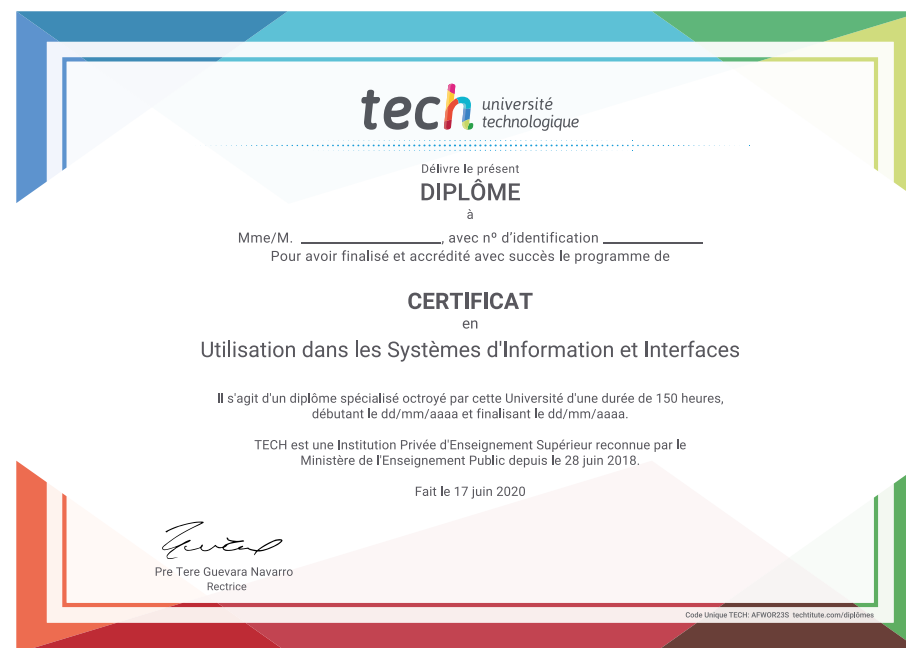 tech université
technologique
Délivre le présent
DIPLÔME
à
Mme/M. ____________________, avec nº d'identification ______________
Pour avoir finalisé et accrédité avec succès le programme de
CERTIFICAT
en
Utilisation dans les Systèmes d'Information et Interfaces
Il s'agit d'un diplôme spécialisé octroyé par cette Université d'une durée de 150 heures,
débutant le dd/mm/aaaa et finalisant le dd/mm/aaaa.
TECH est une Institution Privée d'Enseignement Supérieur reconnue par le
Ministère de l'Enseignement Public depuis le 28 juin 2018.
Fait le 17 juin 2020
Pre Tere Guevara Navarro
Rectrice
Code Unique TECH: AFWOR23S techtitute.com/diplômes